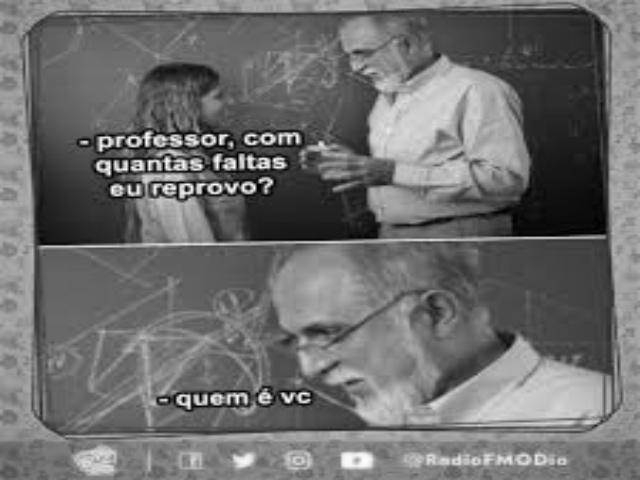 - professor, com
quantas faltas
eu reprovo?
- quem é vc
@RadioFMODia